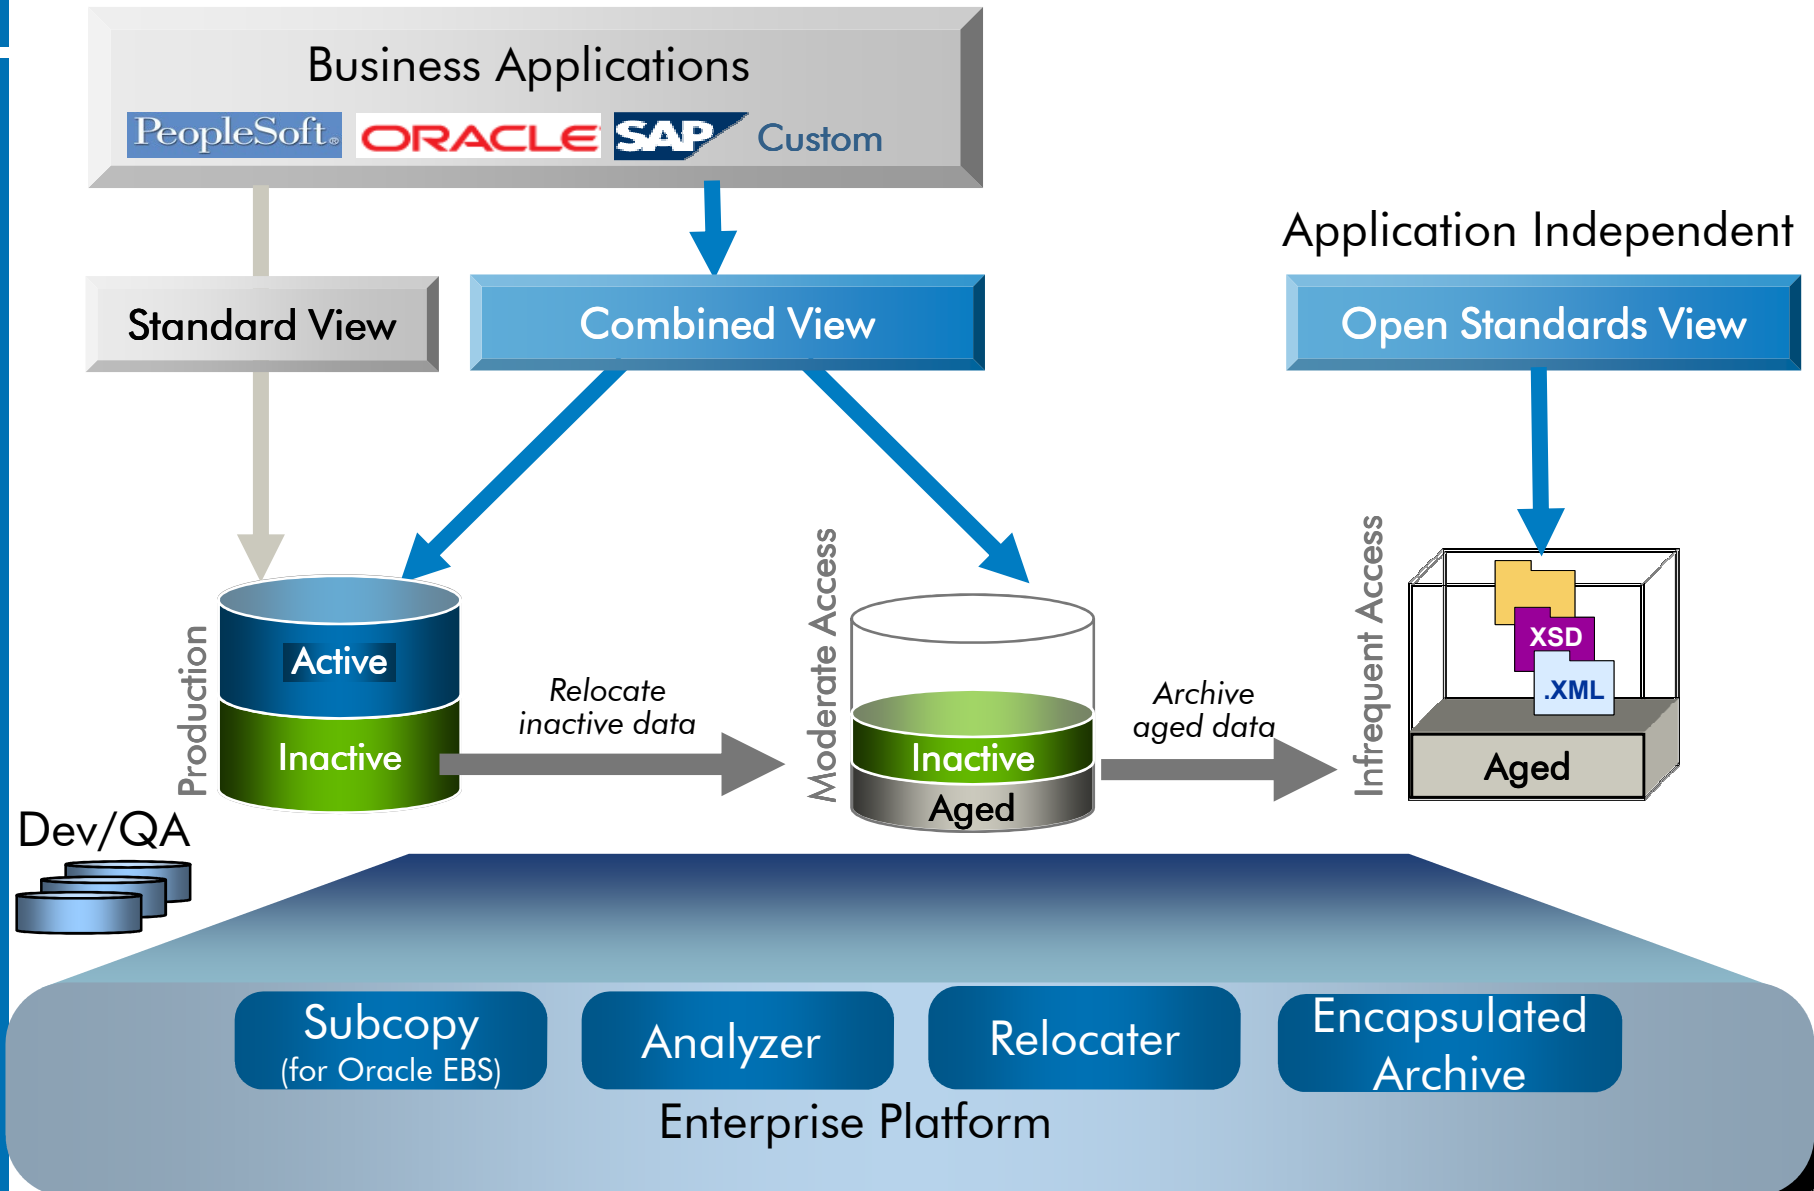 Business Applications
PeopleSoft®
ORACLE
SAP
Custom
Application Independent
Standard View
Combined View
Open Standards View
Production
Active
Inactive
Relocate
inactive data
Moderate Access
Inactive
Aged
Archive
aged data
Infrequent Access
XSD
.XML
Aged
Dev/QA
Subcopy
(for Oracle EBS)
Analyzer
Relocater
Encapsulated
Archive
Enterprise Platform